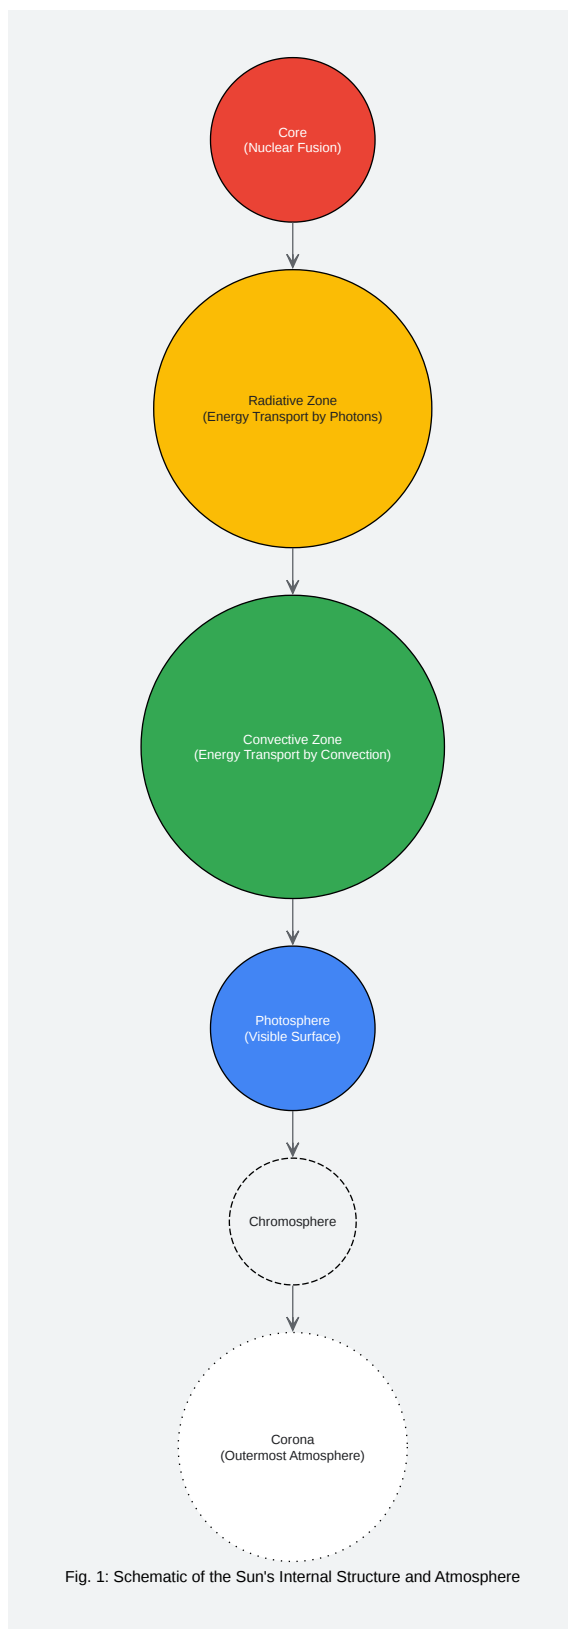 Core
(Nuclear Fusion)
Radiative Zone
(Energy Transport by Photons)
Convective Zone
(Energy Transport by Convection)
Photosphere
(Visible Surface)
Chromosphere
Corona
(Outermost Atmosphere)
Fig. 1: Schematic of the Sun's Internal Structure and Atmosphere